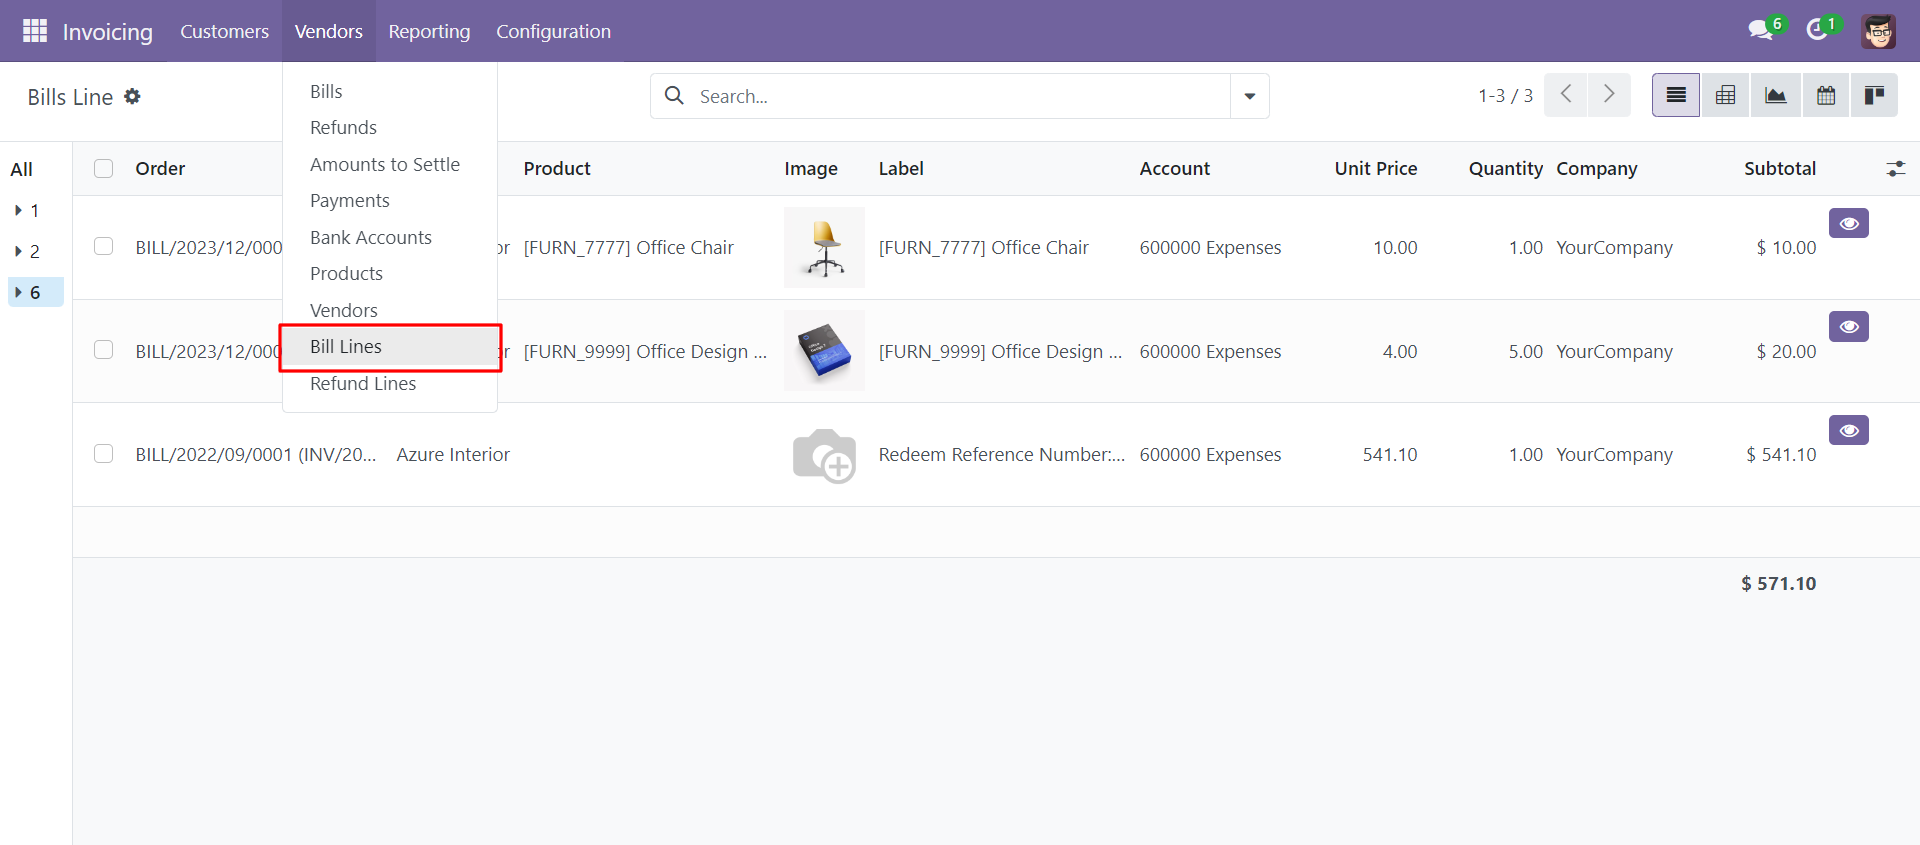 Invoicing Customers Vendors Reporting Configuration 6 1
Bills Line Search... 1-3 / 3
Bills
Refunds
Amounts to Settle
Payments
Bank Accounts
Products
Vendors
Bill Lines
Refund Lines
All
1
2
6
Order Product Image Label Account Unit Price Quantity Company Subtotal
BILL/2023/12/000 or [FURN_7777] Office Chair [FURN_7777] Office Chair 600000 Expenses 10.00 1.00 YourCompany $ 10.00
BILL/2023/12/000 r [FURN_9999] Office Design ... [FURN_9999] Office Design ... 600000 Expenses 4.00 5.00 YourCompany $ 20.00
BILL/2022/09/0001 (INV/20... Azure Interior Redeem Reference Number:... 600000 Expenses 541.10 1.00 YourCompany $ 541.10
$ 571.10